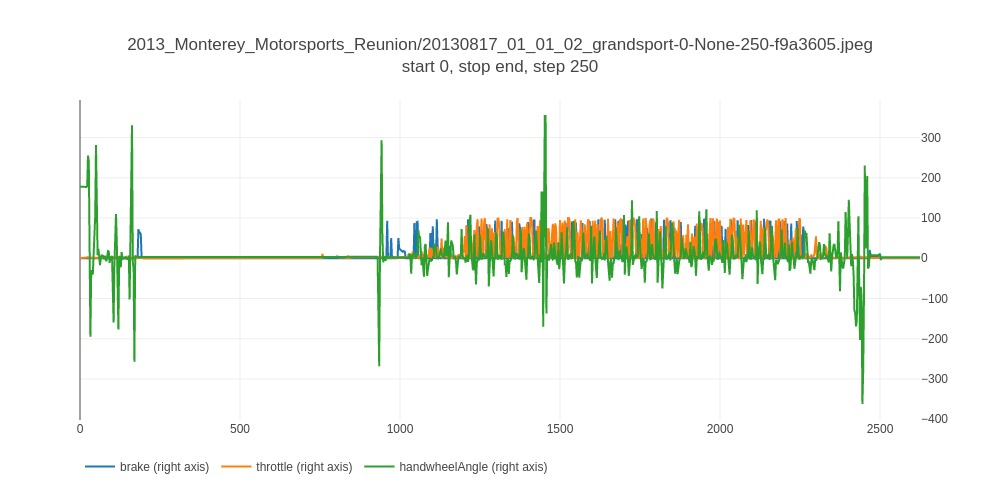 2013_Monterey_Motorsports_Reunion/20130817_01_01_02_grandsport-0-None-250-f9a3605.jpeg
start 0, stop end, step 250
300
200
100
0
−100
−200
−300
−400
0 500 1000 1500 2000 2500
brake (right axis) throttle (right axis) handwheelAngle (right axis)